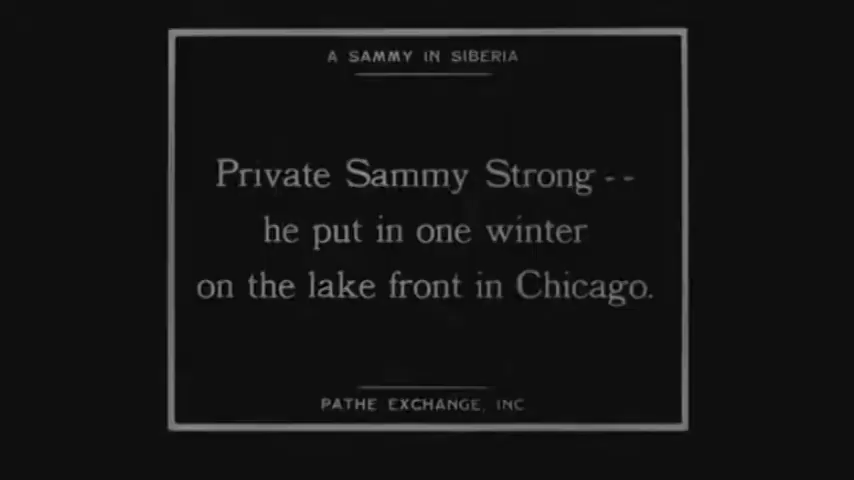 A SAMMY IN SIBERIA
Private Sammy Strong --
he put in one winter
on the lake front in Chicago.
PATHE EXCHANGE, INC